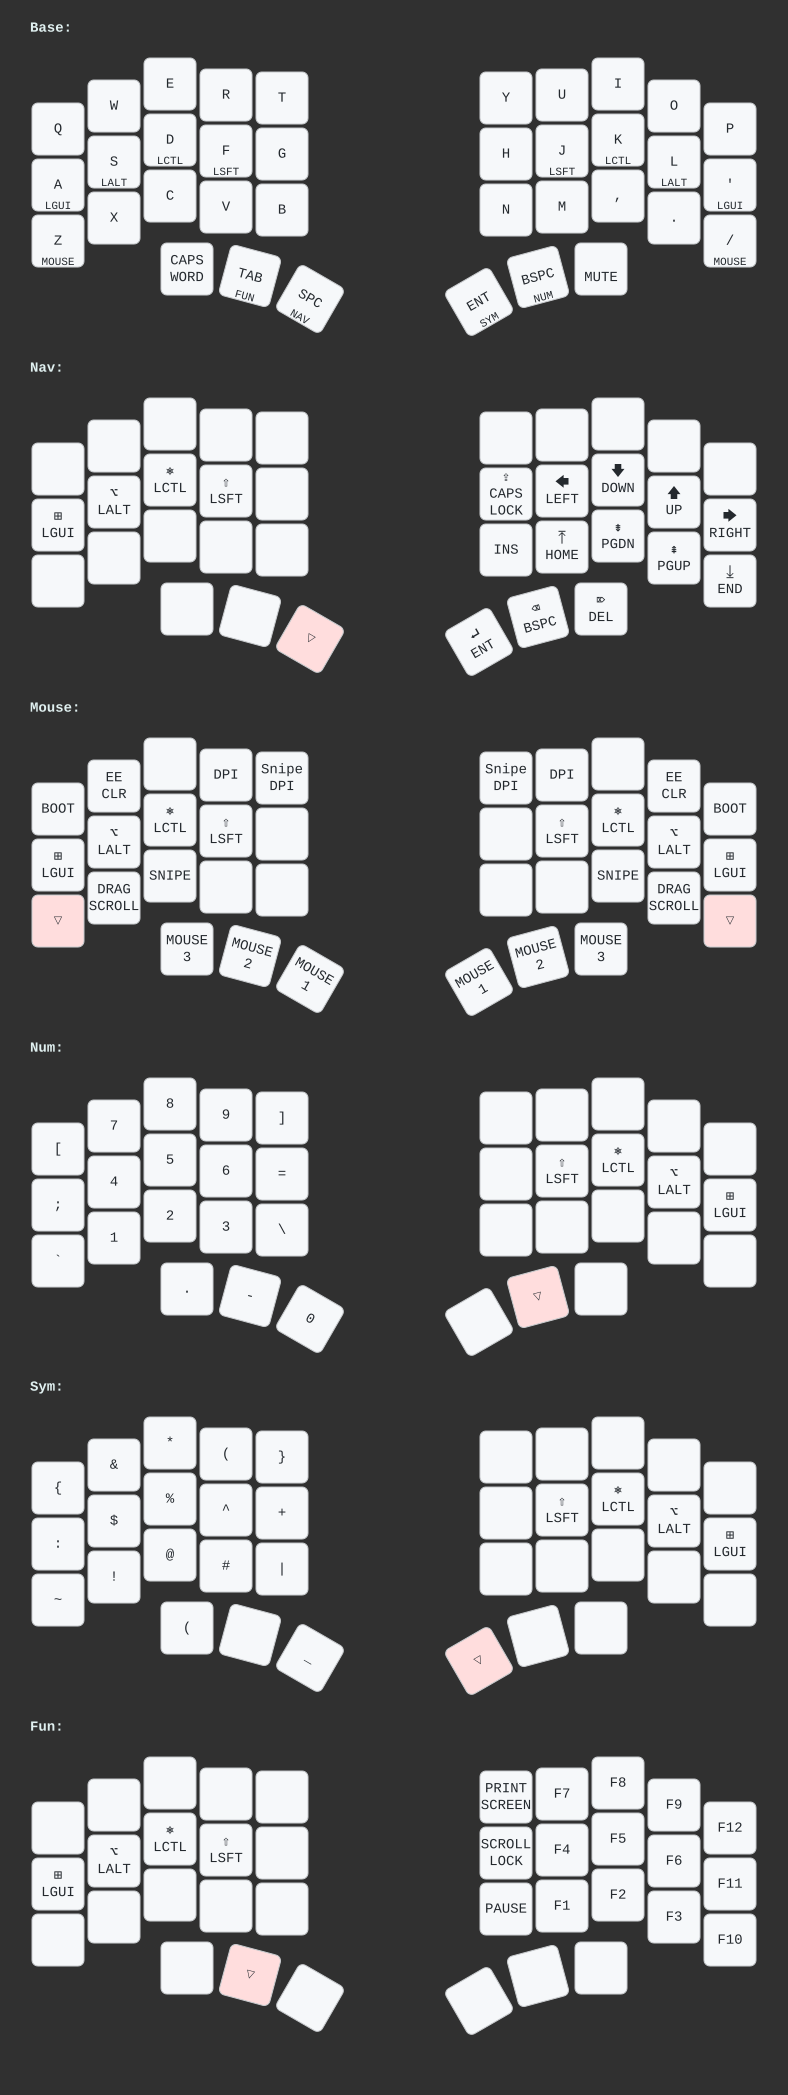 Base:
Q W E R T Y U I O P
A LGUI S LALT D LCTL F LSFT G H J LSFT K LCTL L LALT ' LGUI
Z MOUSE X C V B N M , . / MOUSE
CAPS WORD TAB FUN SPC NAV ENT SYM BSPC NUM MUTE
Nav:
⊞ LGUI ⌥ LALT ⎈ LCTL ⇧ LSFT ⇪ CAPS LOCK 🡄 LEFT 🡇 DOWN 🡅 UP 🡆 RIGHT
INS ⤒ HOME ⇟ PGDN ⇞ PGUP ⤓ END
▽ ↵ ENT ⌫ BSPC ⌦ DEL
Mouse:
BOOT EE CLR DPI Snipe DPI Snipe DPI DPI EE CLR BOOT
⊞ LGUI ⌥ LALT ⎈ LCTL ⇧ LSFT ⇧ LSFT ⎈ LCTL ⌥ LALT ⊞ LGUI
▽ DRAG SCROLL SNIPE SNIPE DRAG SCROLL ▽
MOUSE 3 MOUSE 2 MOUSE 1 MOUSE 1 MOUSE 2 MOUSE 3
Num:
[ 7 8 9 ]
; 4 5 6 = ⇧ LSFT ⎈ LCTL ⌥ LALT ⊞ LGUI
` 1 2 3 \
. - 0 ▽
Sym:
{ & * ( }
: $ % ^ + ⇧ LSFT ⎈ LCTL ⌥ LALT ⊞ LGUI
~ ! @ # |
( _ ▽
Fun:
PRINT SCREEN F7 F8 F9 F12
⊞ LGUI ⌥ LALT ⎈ LCTL ⇧ LSFT SCROLL LOCK F4 F5 F6 F11
PAUSE F1 F2 F3 F10
▽